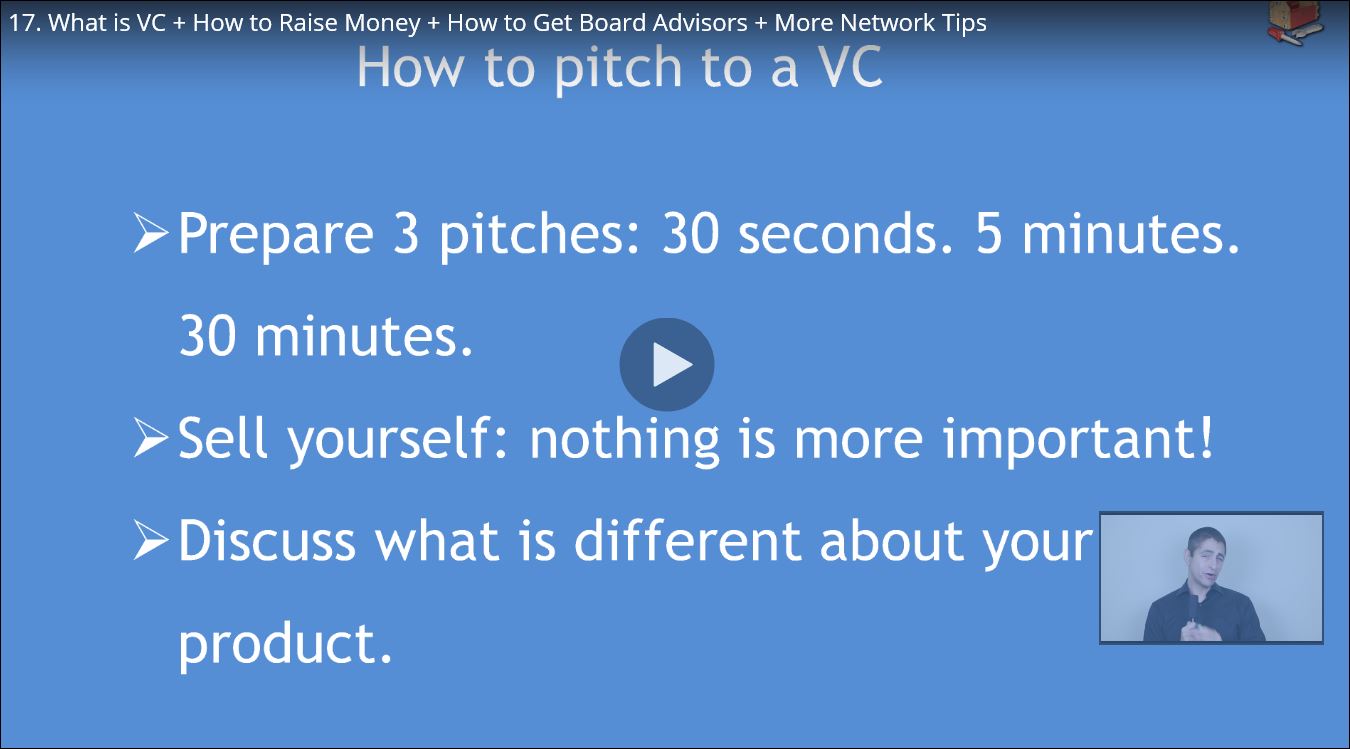 17. What is VC + How to Raise Money + How to Get Board Advisors + More Network Tips
How to pitch to a VC
Prepare 3 pitches: 30 seconds. 5 minutes.
30 minutes.
Sell yourself: nothing is more important!
Discuss what is different about your
product.